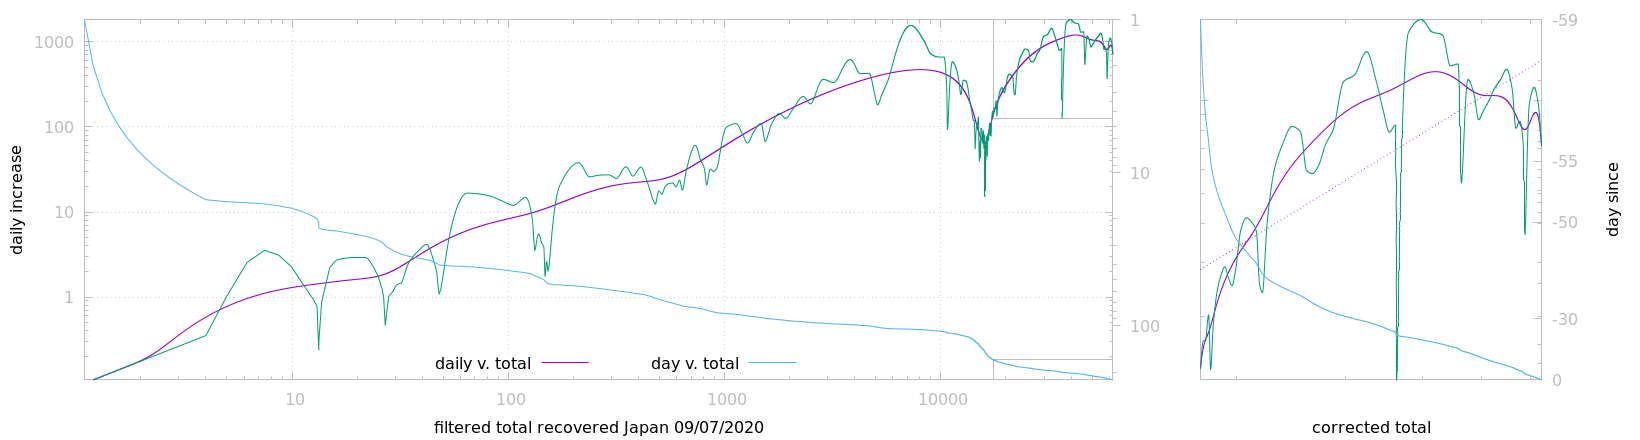 1000
100
10
1
daily increase
1
10
100
daily v. total
day v. total
10
100
1000
10000
filtered total recovered Japan 09/07/2020
-59
-55
-50
-30
0
day since
corrected total